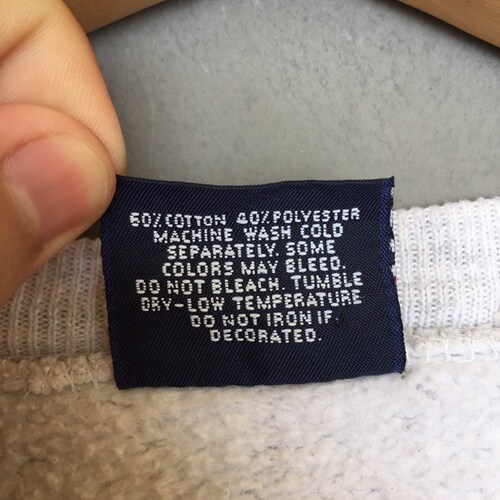 60% COTTON 40% POLYESTER
MACHINE WASH COLD
SEPARATELY. SOME
COLORS MAY BLEED.
DO NOT BLEACH. TUMBLE
DRY-LOW TEMPERATURE
DO NOT IRON IF
DECORATED.